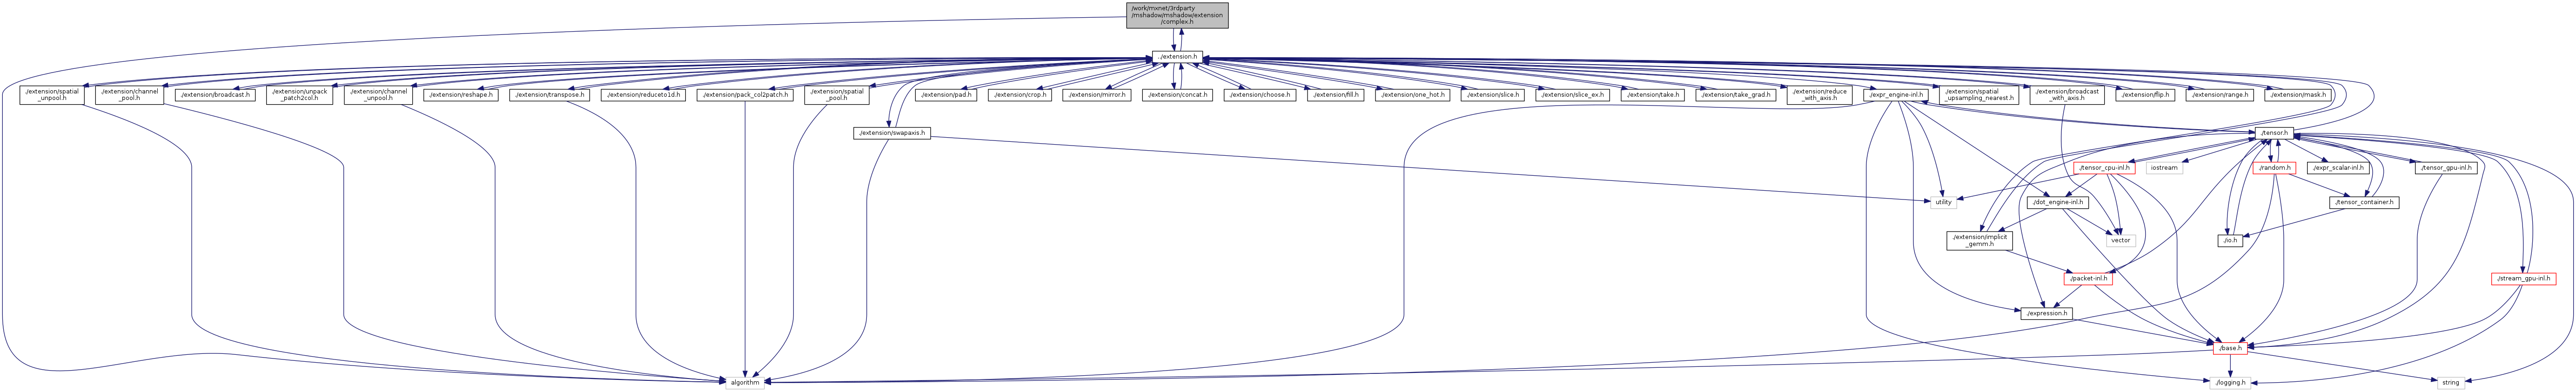 /work/mxnet/3rdparty
/mshadow/mshadow/extension
/complex.h
./extension.h
./extension/spatial
_unpool.h
./extension/channel
_pool.h
./extension/broadcast.h
./extension/unpack
_patch2col.h
./extension/channel
_unpool.h
./extension/reshape.h
./extension/transpose.h
./extension/reduceto1d.h
./extension/pack_col2patch.h
./extension/spatial
_pool.h
./extension/pad.h
./extension/crop.h
./extension/mirror.h
./extension/concat.h
./extension/choose.h
./extension/fill.h
./extension/one_hot.h
./extension/slice.h
./extension/slice_ex.h
./extension/take.h
./extension/take_grad.h
./extension/reduce
_with_axis.h
./expr_engine-inl.h
./extension/spatial
_upsampling_nearest.h
./extension/broadcast
_with_axis.h
./extension/flip.h
./extension/range.h
./extension/mask.h
./extension/swapaxis.h
./tensor.h
./tensor_cpu-inl.h
iostream
./random.h
./expr_scalar-inl.h
./tensor_gpu-inl.h
utility
./dot_engine-inl.h
./tensor_container.h
./extension/implicit
_gemm.h
vector
./io.h
./packet-inl.h
./stream_gpu-inl.h
./expression.h
./base.h
algorithm
./logging.h
string